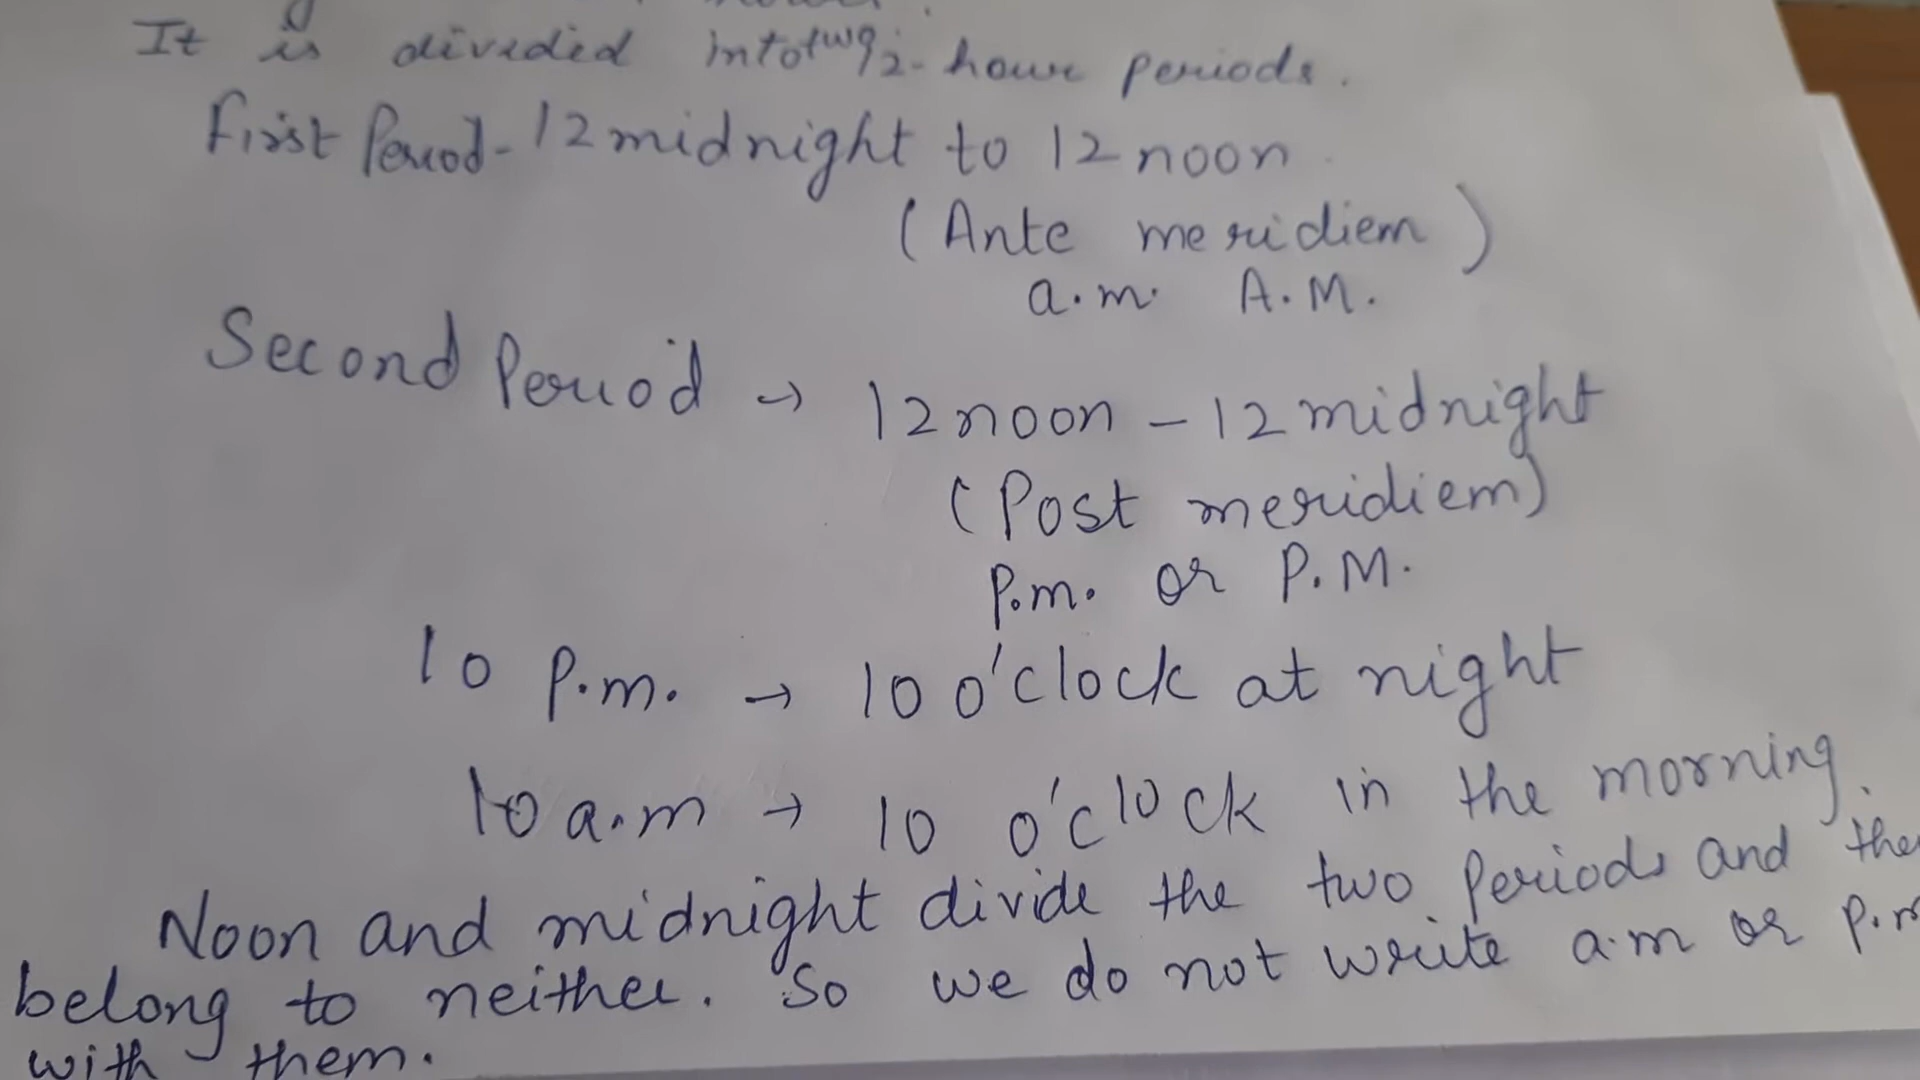 It is divided into two 12-hour periods.
First Period - 12 midnight to 12 noon
(Ante meridiem)
a.m. A.M.
Second Period → 12 noon - 12 midnight
(Post meridiem)
P.m. or P.M.
10 P.m. → 10 o'clock at night
10 a.m → 10 o'clock in the morning.
Noon and midnight divide the two Periods and the
belong to neither. So we do not write a.m or p.m
with them.